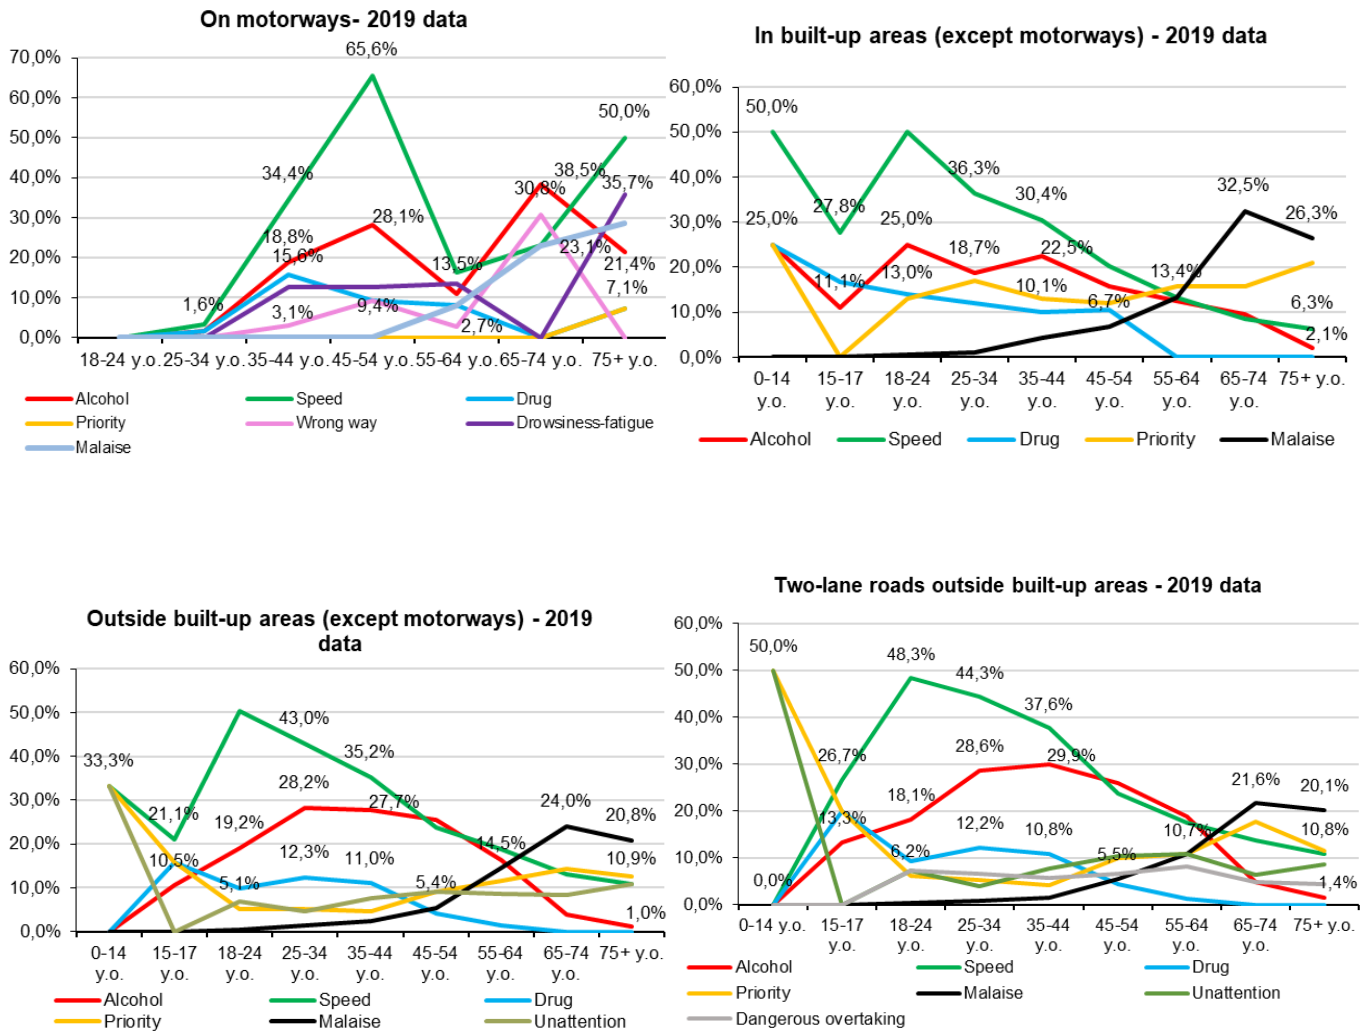 On motorways- 2019 data
70,0%
60,0%
50,0%
40,0%
30,0%
20,0%
10,0%
0,0%
65,6%
50,0%
34,4%
38,5%
30,8%
35,7%
28,1%
18,8%
15,6%
13,5%
23,1%
21,4%
1,6%
3,1%
9,4%
2,7%
7,1%
18-24 y.o.
25-34 y.o.
35-44 y.o.
45-54 y.o.
55-64 y.o.
65-74 y.o.
75+ y.o.
Alcohol
Speed
Drug
Priority
Wrong way
Drowsiness-fatigue
Malaise
In built-up areas (except motorways) - 2019 data
60,0%
50,0%
40,0%
30,0%
20,0%
10,0%
0,0%
50,0%
27,8%
36,3%
30,4%
32,5%
25,0%
25,0%
18,7%
22,5%
26,3%
11,1%
13,0%
10,1%
6,7%
13,4%
6,3%
2,1%
0-14 y.o.
15-17 y.o.
18-24 y.o.
25-34 y.o.
35-44 y.o.
45-54 y.o.
55-64 y.o.
65-74 y.o.
75+ y.o.
Alcohol
Speed
Drug
Priority
Malaise
Outside built-up areas (except motorways) - 2019
data
60,0%
50,0%
40,0%
30,0%
20,0%
10,0%
0,0%
33,3%
43,0%
35,2%
21,1%
19,2%
28,2%
27,7%
24,0%
20,8%
10,5%
5,1%
12,3%
11,0%
5,4%
14,5%
10,9%
1,0%
0-14 y.o.
15-17 y.o.
18-24 y.o.
25-34 y.o.
35-44 y.o.
45-54 y.o.
55-64 y.o.
65-74 y.o.
75+ y.o.
Alcohol
Speed
Drug
Priority
Malaise
Unattention
Two-lane roads outside built-up areas - 2019 data
60,0%
50,0%
40,0%
30,0%
20,0%
10,0%
0,0%
50,0%
48,3%
44,3%
37,6%
26,7%
28,6%
29,9%
18,1%
21,6%
20,1%
13,3%
6,2%
12,2%
10,8%
5,5%
10,7%
10,8%
0,0%
1,4%
0-14 y.o.
15-17 y.o.
18-24 y.o.
25-34 y.o.
35-44 y.o.
45-54 y.o.
55-64 y.o.
65-74 y.o.
75+ y.o.
Alcohol
Speed
Drug
Priority
Malaise
Unattention
Dangerous overtaking